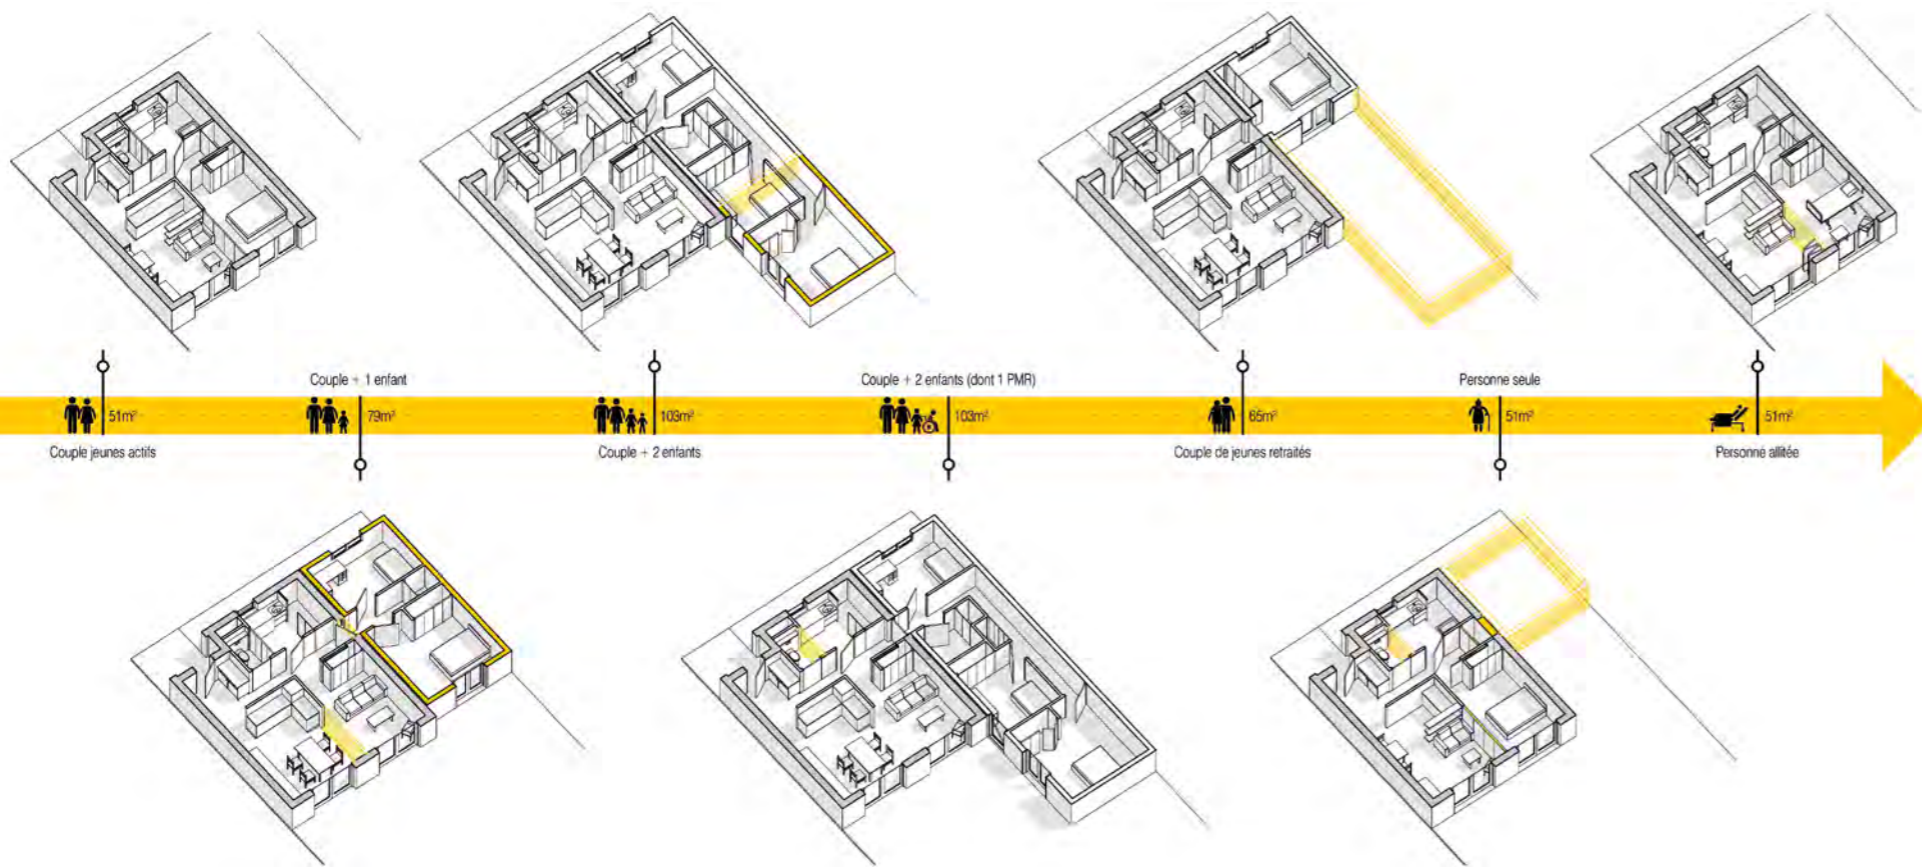 Couple + 1 enfant
Couple + 2 enfants (dont 1 PMR)
Personne seule
51m²
79m²
103m²
103m²
65m²
51m²
51m²
Couple jeunes actifs
Couple + 2 enfants
Couple de jeunes retraités
Personne allitée